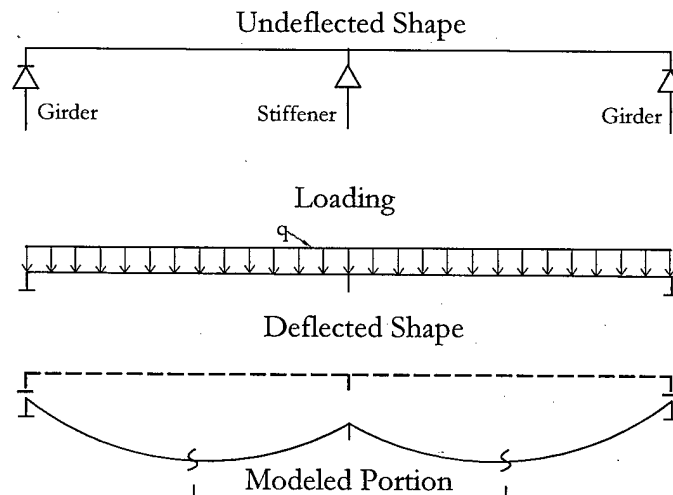 Undeflected Shape
Girder
Stiffener
Girder
Loading
q
Deflected Shape
Modeled Portion